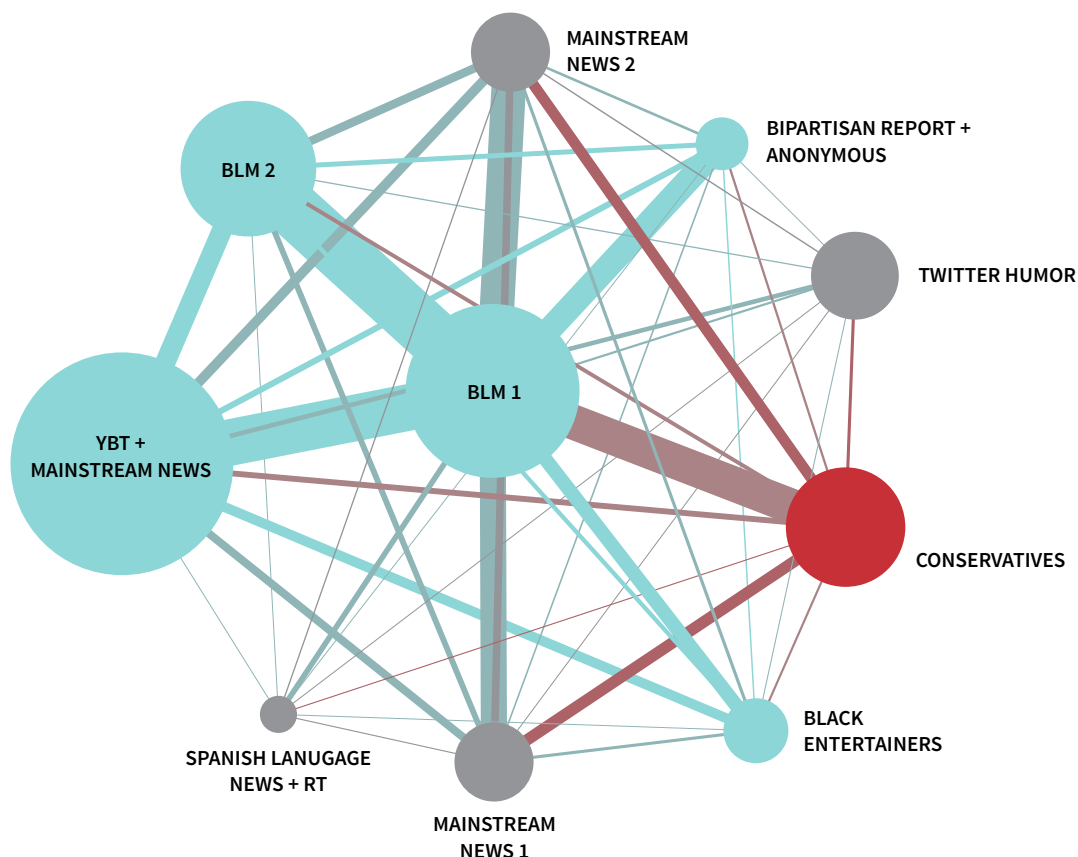 MAINSTREAM
NEWS 2
BIPARTISAN REPORT +
ANONYMOUS
BLM 2
TWITTER HUMOR
BLM 1
YBT +
MAINSTREAM NEWS
CONSERVATIVES
BLACK
ENTERTAINERS
SPANISH LANUGAGE
NEWS + RT
MAINSTREAM
NEWS 1